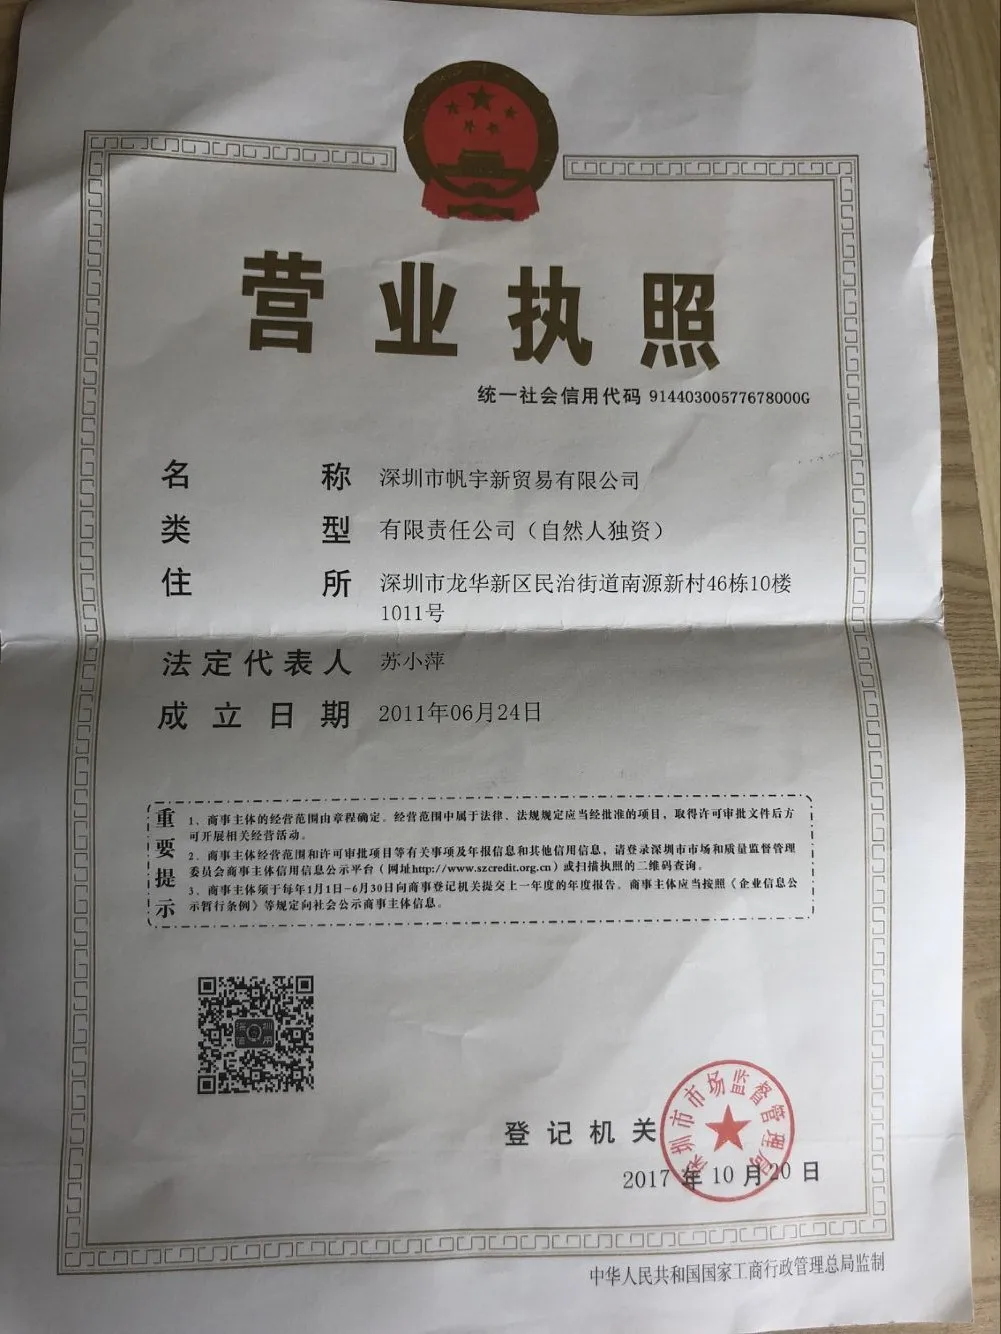 营业执照
统一社会信用代码 91440300577678000G
名称 深圳市帆宇新贸易有限公司
类型 有限责任公司（自然人独资）
住所 深圳市龙华新区民治街道南源新村46栋10楼
1011号
法定代表人 苏小萍
成立日期 2011年06月24日
重要提示
1、商事主体的经营范围由章程确定。经营范围中属于法律、法规规定应当经批准的项目，取得许可审批文件后方
可开展相关经营活动。
2、商事主体经营范围和许可审批项目等有关事项及年报信息和其他信用信息，请登录深圳市市场和质量监督管理
委员会商事主体信用信息公示平台（网址http://www.szcredit.org.cn）或扫描执照的二维码查询。
3、商事主体须于每年1月1日-6月30日向商事登记机关提交上一年度的年度报告。商事主体应当按照《企业信息公
示暂行条例》等规定向社会公示商事主体信息。
登记机关
深圳市市场监督管理局
2017年10月20日
中华人民共和国国家工商行政管理总局监制